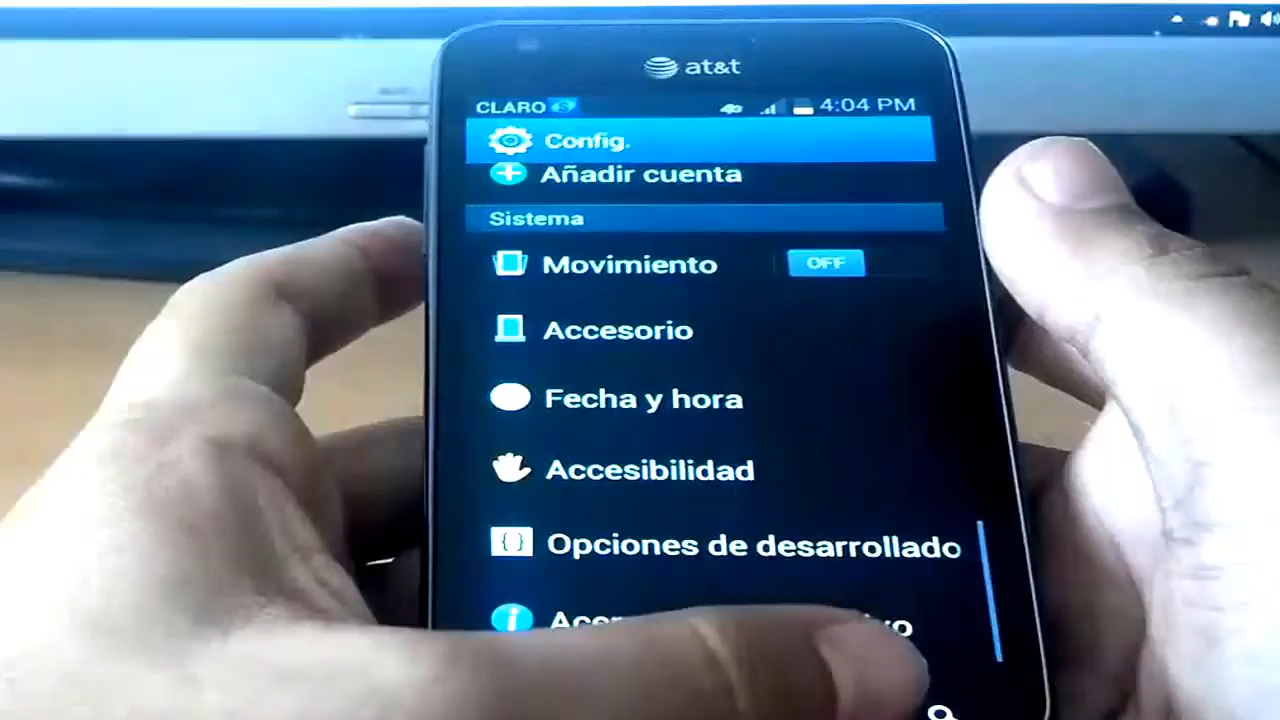 at&t
CLARO 4:04 PM
Config.
Añadir cuenta
Sistema
Movimiento OFF
Accesorio
Fecha y hora
Accesibilidad
{} Opciones de desarrollado